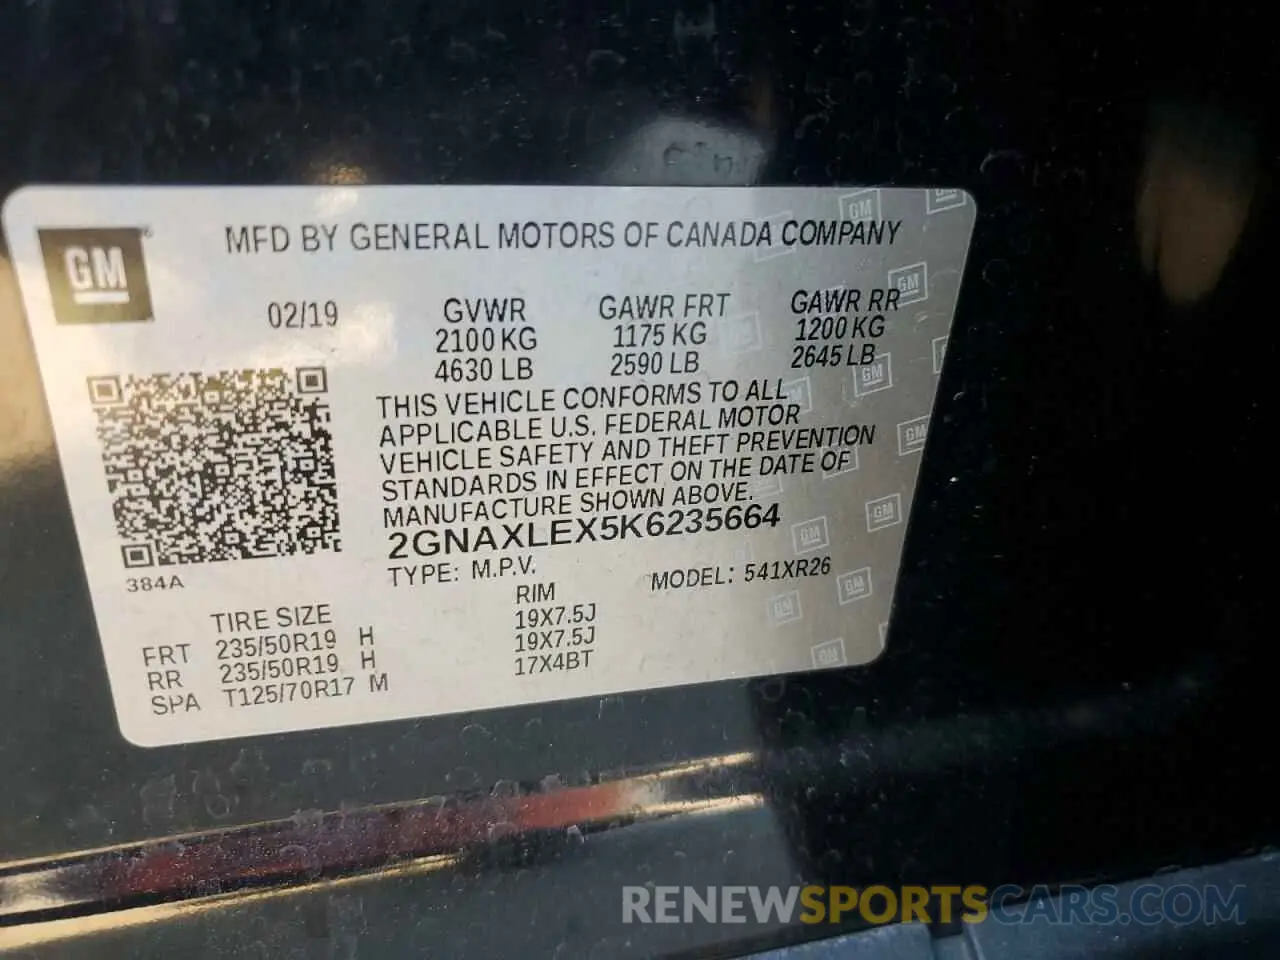 GM
MFD BY GENERAL MOTORS OF CANADA COMPANY
02/19
GVWR GAWR FRT GAWR RR
2100 KG 1175 KG 1200 KG
4630 LB 2590 LB 2645 LB
THIS VEHICLE CONFORMS TO ALL
APPLICABLE U.S. FEDERAL MOTOR
VEHICLE SAFETY AND THEFT PREVENTION
STANDARDS IN EFFECT ON THE DATE OF
MANUFACTURE SHOWN ABOVE.
2GNAXLEX5K6235664
TYPE: M.P.V. MODEL: 541XR26
384A
TIRE SIZE RIM
FRT 235/50R19 H 19X7.5J
RR 235/50R19 H 19X7.5J
SPA T125/70R17 M 17X4BT
RENEWSPORTSCARS.COM